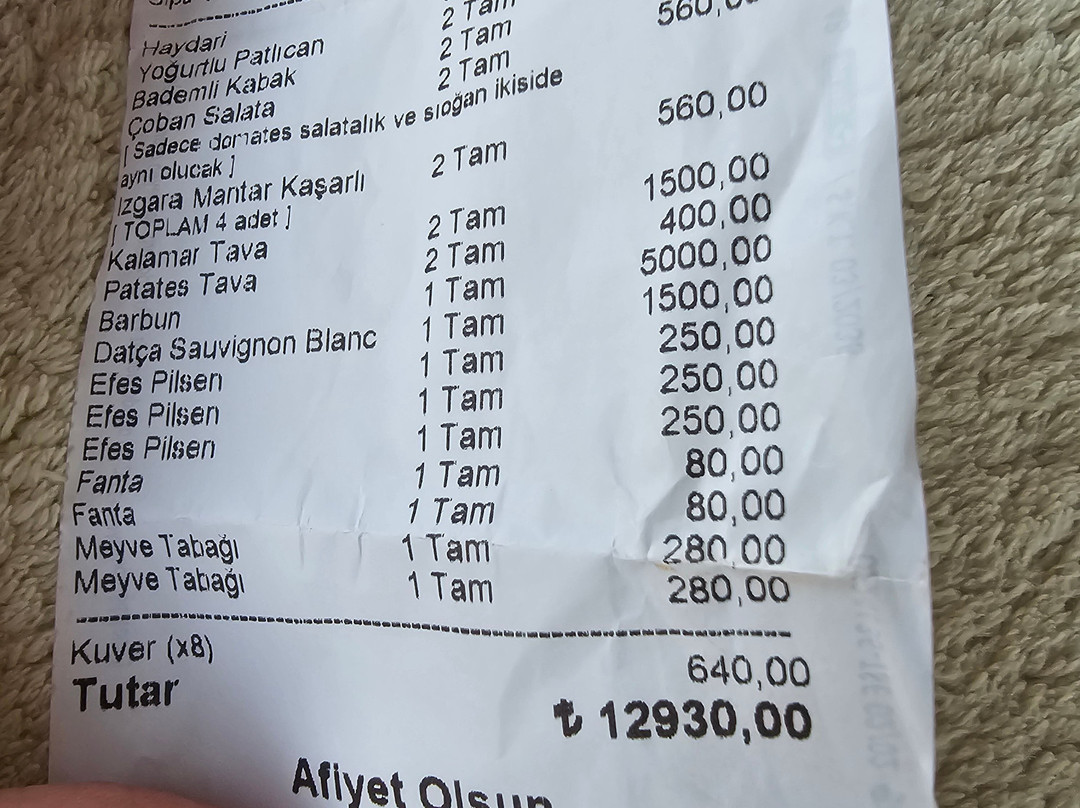 Haydari
Yoğurtlu Patlıcan 2 Tam
Bademli Kabak 2 Tam
Çoban Salata 2 Tam 560,00
[ Sadece domates salatalık ve sıoğan ikiside
aynı olucak ]
Izgara Mantar Kaşarlı 2 Tam 560,00
[ TOPLAM 4 adet ]
Kalamar Tava 2 Tam 1500,00
Patates Tava 2 Tam 400,00
Barbun 1 Tam 5000,00
Datça Sauvignon Blanc 1 Tam 1500,00
Efes Pilsen 1 Tam 250,00
Efes Pilsen 1 Tam 250,00
Efes Pilsen 1 Tam 250,00
Fanta 1 Tam 80,00
Fanta 1 Tam 80,00
Meyve Tabağı 1 Tam 280,00
Meyve Tabağı 1 Tam 280,00
Kuver (x8) 640,00
Tutar ₺ 12930,00
Afiyet Olsun